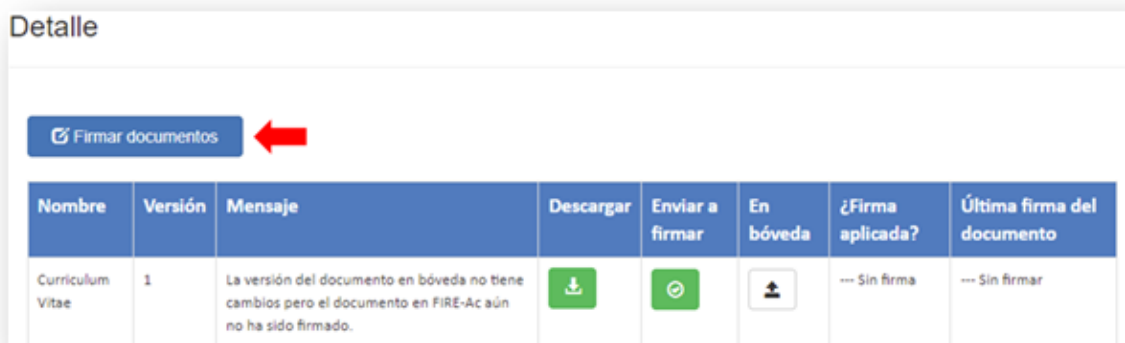 Detalle
Firmar documentos
Nombre Versión Mensaje Descargar Enviar a firmar En bóveda ¿Firma aplicada? Última firma del documento
Curriculum Vitae 1 La versión del documento en bóveda no tiene cambios pero el documento en FIRE-Ac aún no ha sido firmado. --- Sin firma --- Sin firmar